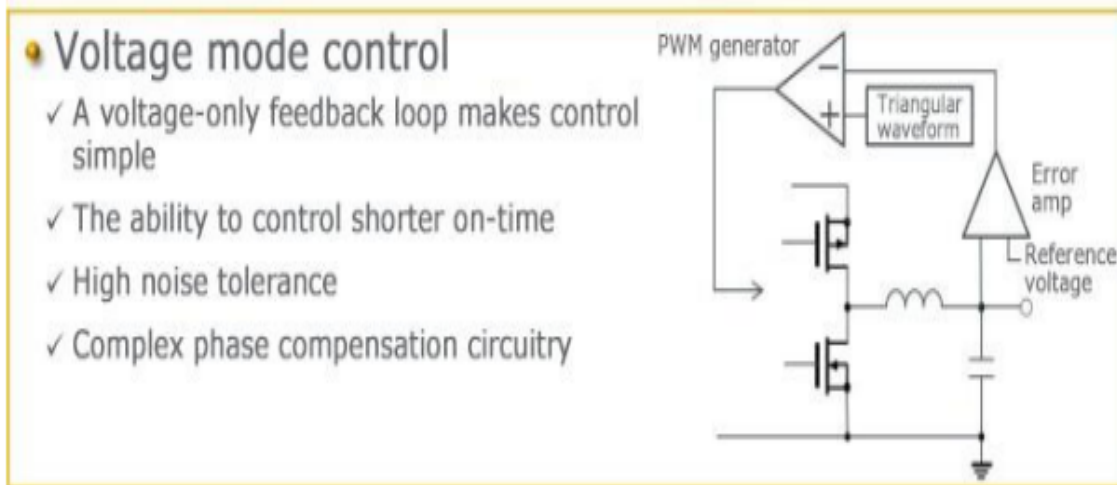 Voltage mode control
✓ A voltage-only feedback loop makes control
simple
✓ The ability to control shorter on-time
✓ High noise tolerance
✓ Complex phase compensation circuitry
PWM generator
−
+
Triangular
waveform
Error
amp
Reference
voltage